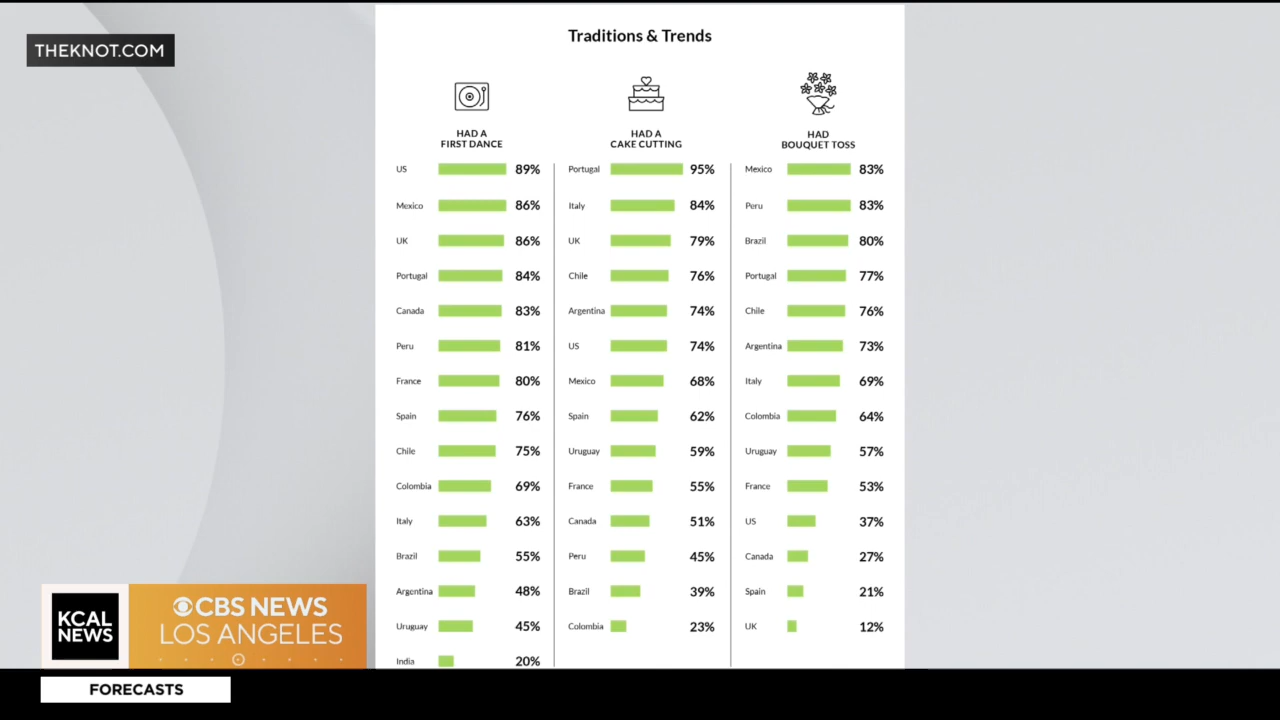 THEKNOT.COM
Traditions & Trends
HAD A
FIRST DANCE
US 89%
Mexico 86%
UK 86%
Portugal 84%
Canada 83%
Peru 81%
France 80%
Spain 76%
Chile 75%
Colombia 69%
Italy 63%
Brazil 55%
Argentina 48%
Uruguay 45%
India 20%
HAD A
CAKE CUTTING
Portugal 95%
Italy 84%
UK 79%
Chile 76%
Argentina 74%
US 74%
Mexico 68%
Spain 62%
Uruguay 59%
France 55%
Canada 51%
Peru 45%
Brazil 39%
Colombia 23%
HAD
BOUQUET TOSS
Mexico 83%
Peru 83%
Brazil 80%
Portugal 77%
Chile 76%
Argentina 73%
Italy 69%
Colombia 64%
Uruguay 57%
France 53%
US 37%
Canada 27%
Spain 21%
UK 12%
KCAL
NEWS
CBS NEWS
LOS ANGELES
FORECASTS